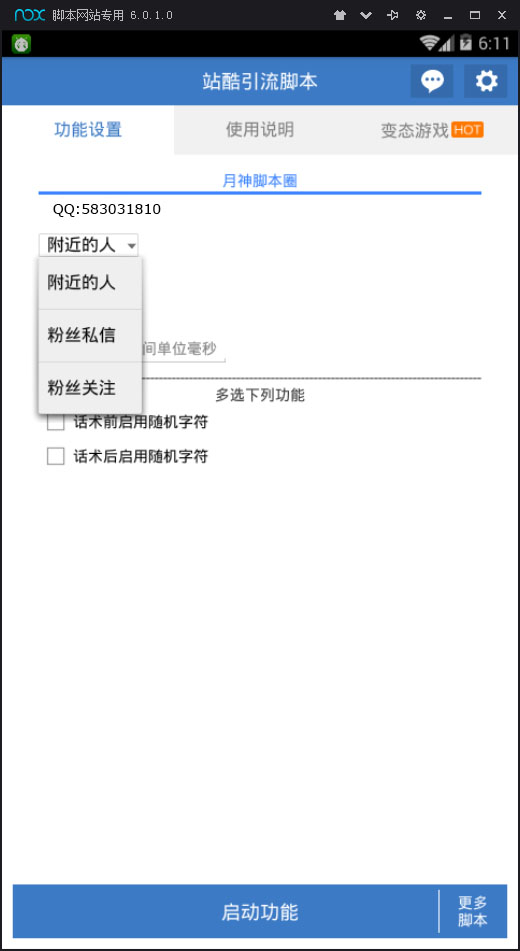 nox 脚本网站专用 6.0.1.0
6:11
站酷引流脚本
功能设置 使用说明 变态游戏 HOT
月神脚本圈
QQ:583031810
附近的人
附近的人
粉丝私信
间单位毫秒
粉丝关注
多选下列功能
话术前启用随机字符
话术后启用随机字符
启动功能
更多
脚本